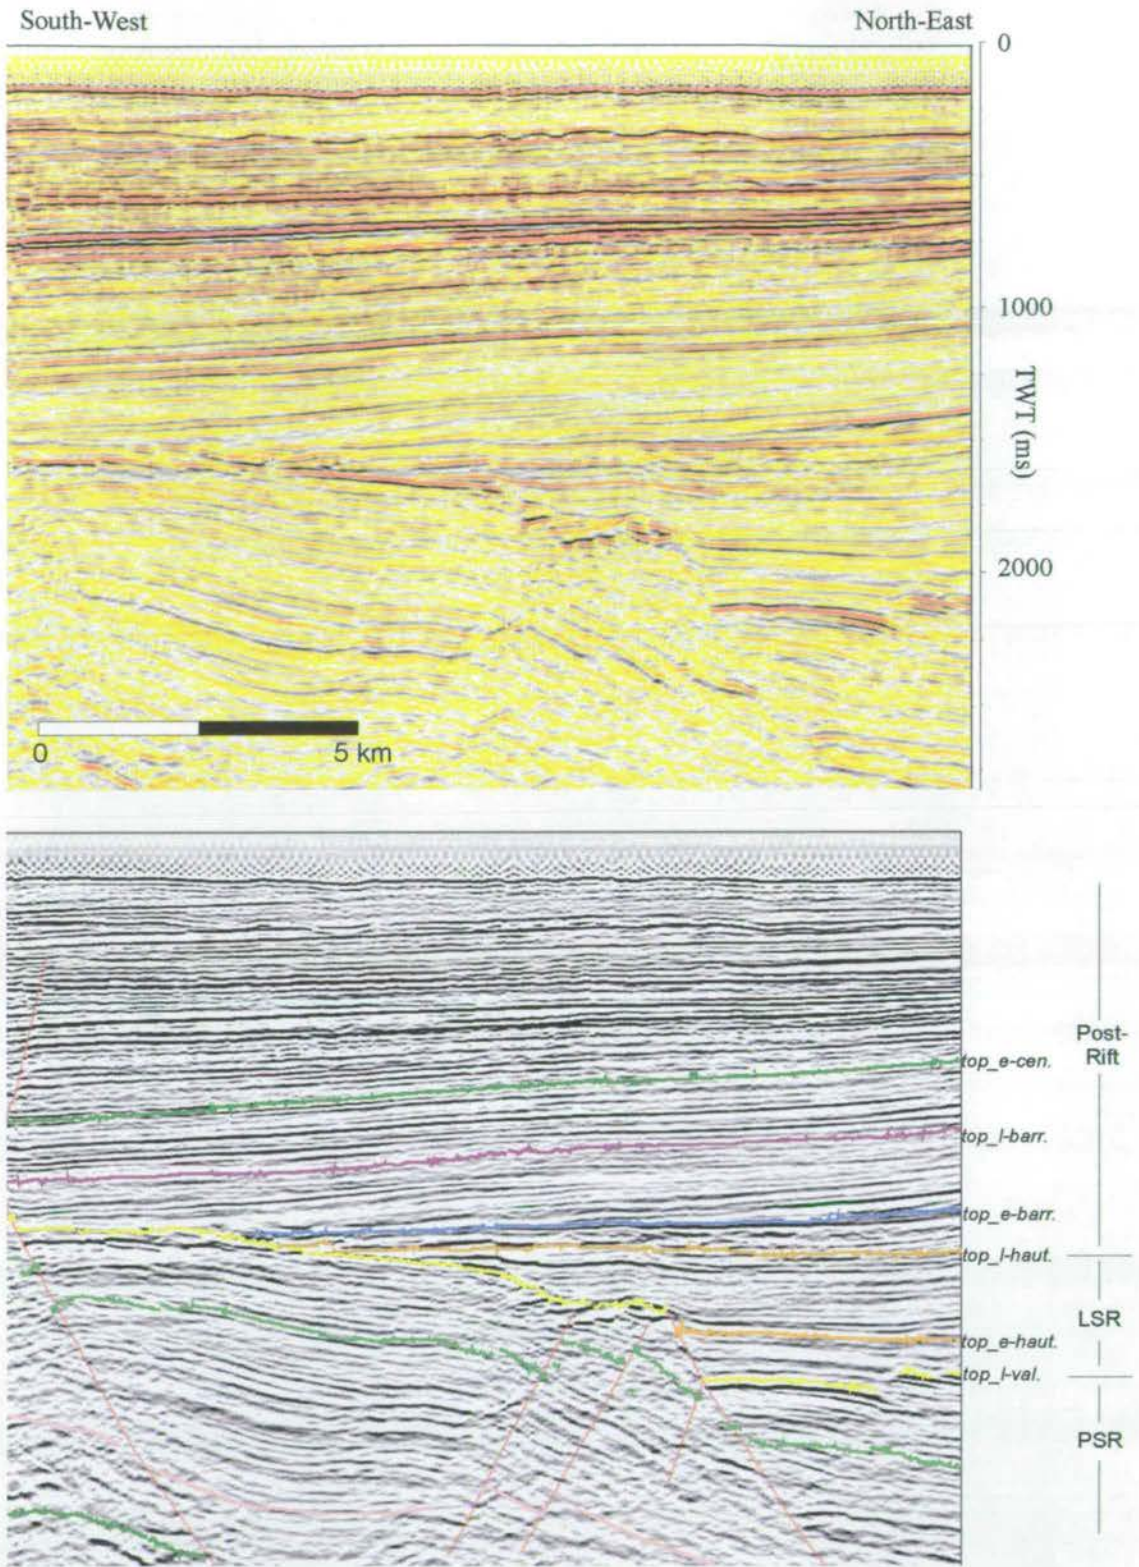 South-West
North-East
0
1000
TWT (ms)
2000
0
5 km
Post-
Rift
top_e-cen.
top_l-barr.
top_e-barr.
top_l-haut.
LSR
top_e-haut.
top_l-val.
PSR